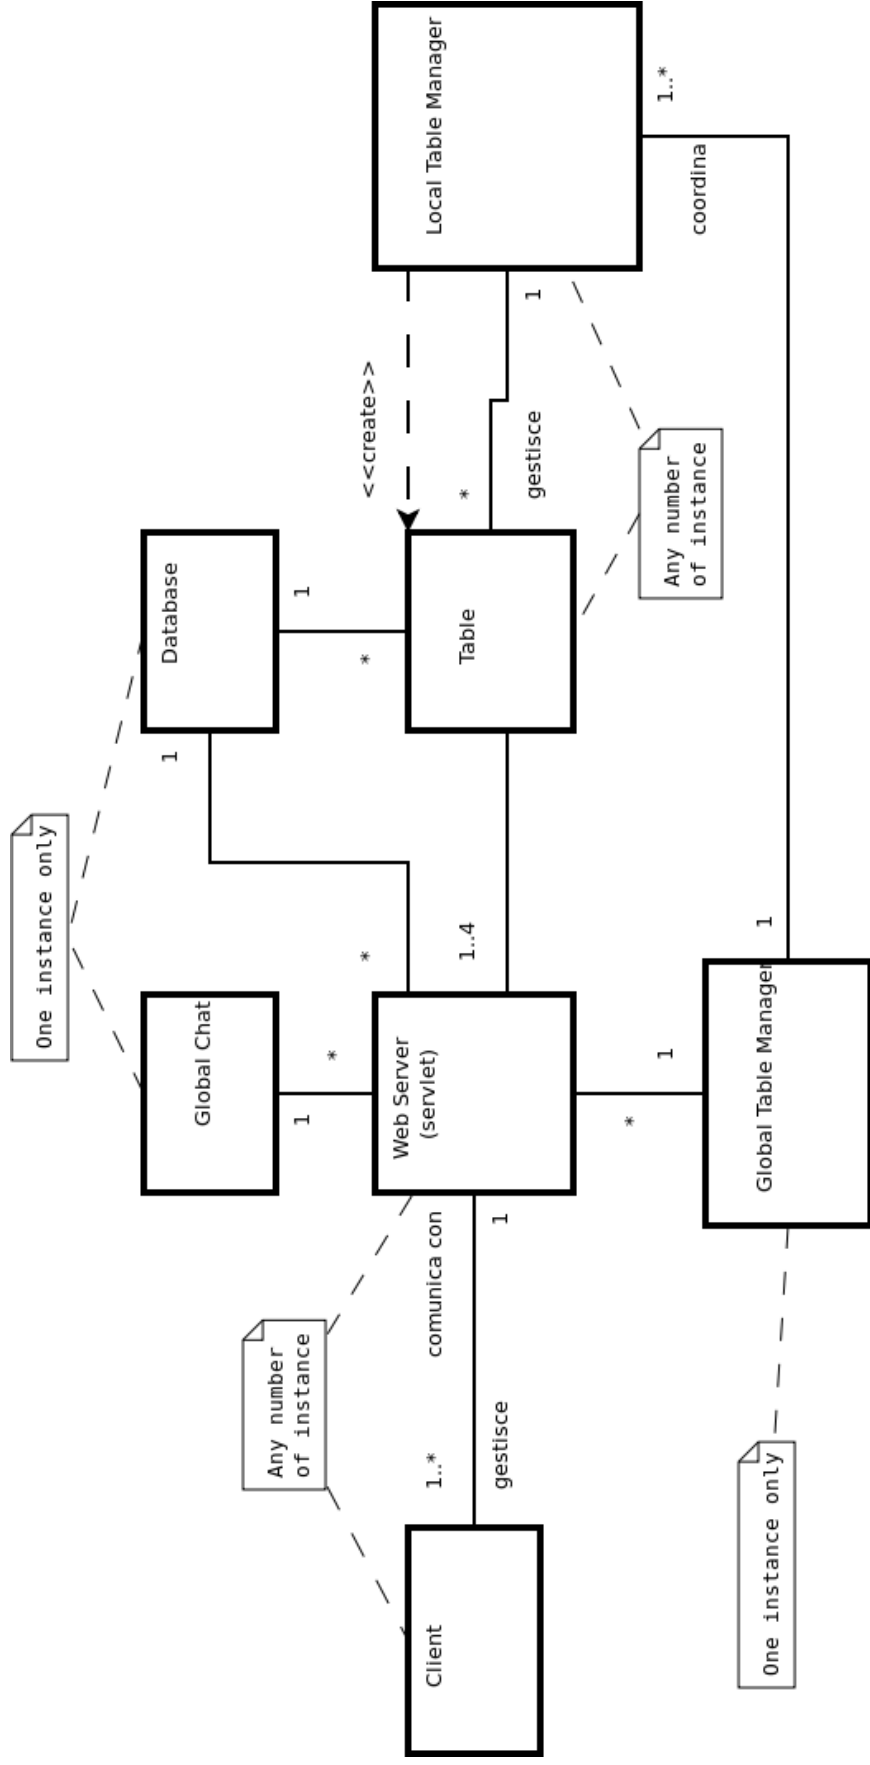 One instance only
Global Chat
1
Database
Any number
of instance
1
*
*
1
*
<<create>>
Client
1..*
comunica con
gestisce
1
Web Server
(servlet)
1..4
Table
*
gestisce
1
Local Table Manager
*
1
Any number
of instance
1..*
coordina
One instance only
Global Table Manager
1